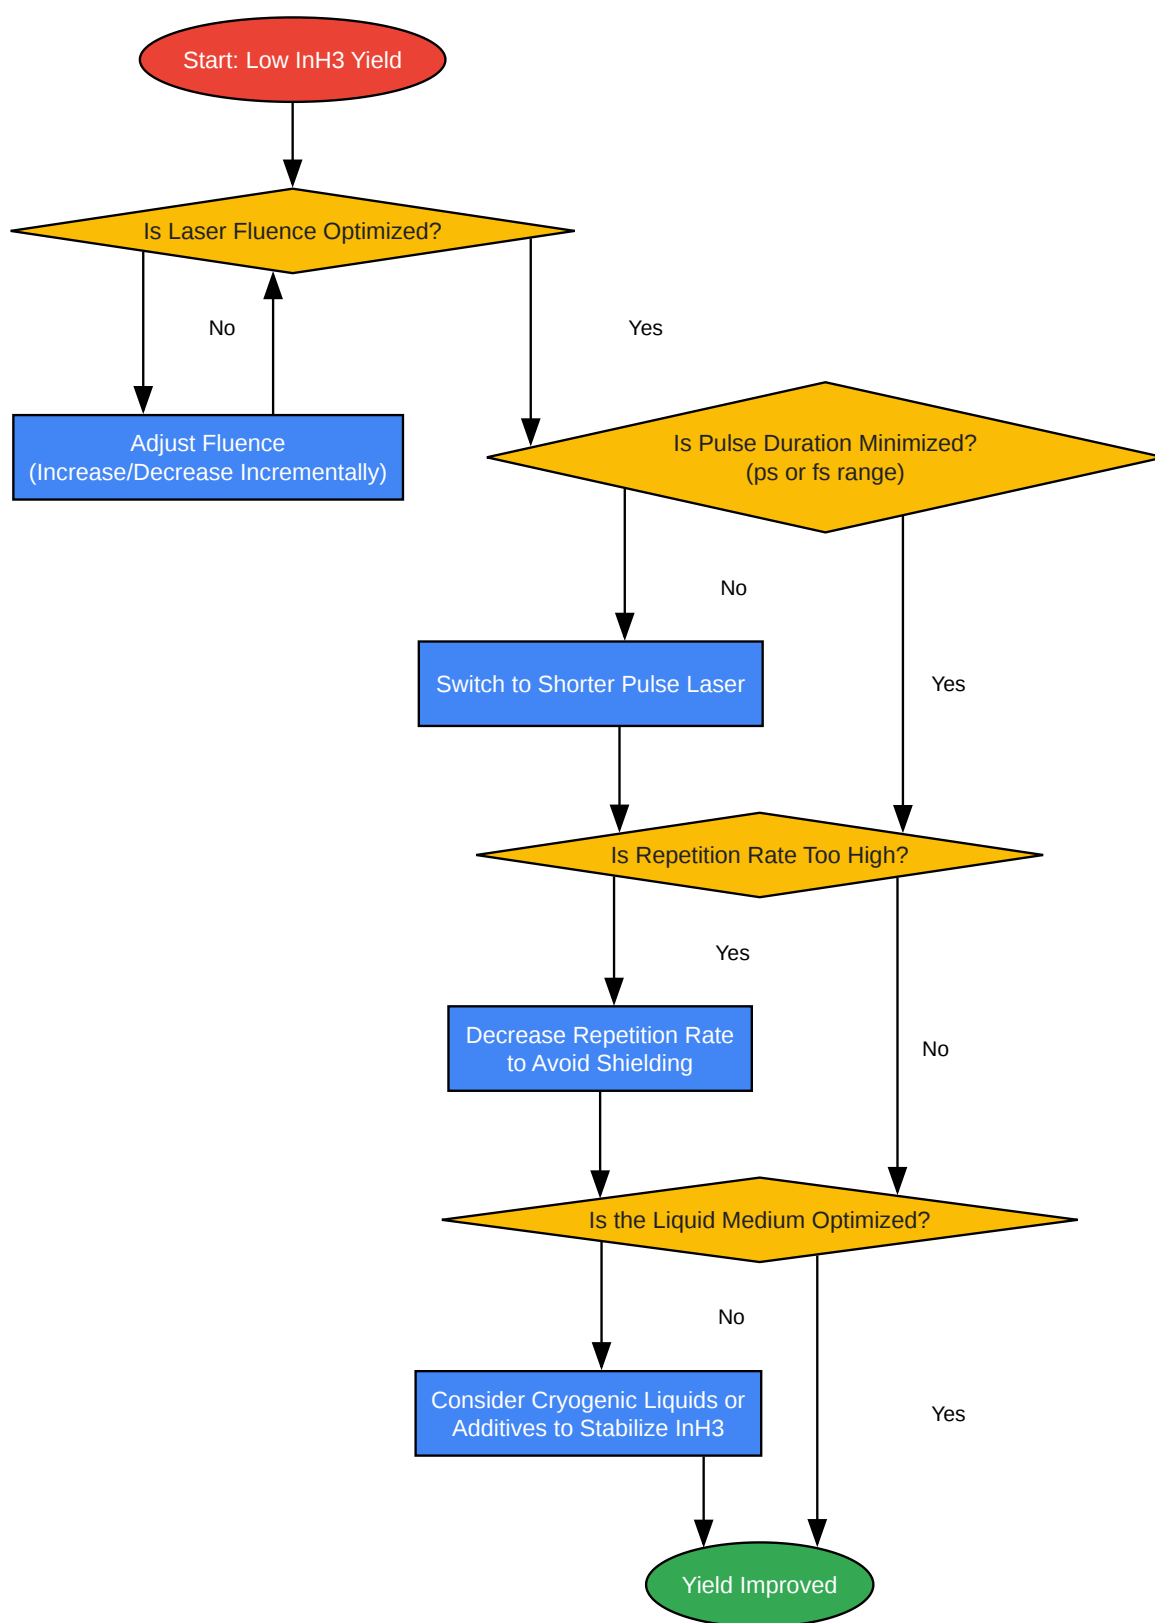 Start: Low InH3 Yield
Is Laser Fluence Optimized?
No
Yes
Adjust Fluence
(Increase/Decrease Incrementally)
Is Pulse Duration Minimized?
(ps or fs range)
No
Switch to Shorter Pulse Laser
Yes
Is Repetition Rate Too High?
Yes
Decrease Repetition Rate
to Avoid Shielding
No
Is the Liquid Medium Optimized?
No
Consider Cryogenic Liquids or
Additives to Stabilize InH3
Yes
Yield Improved